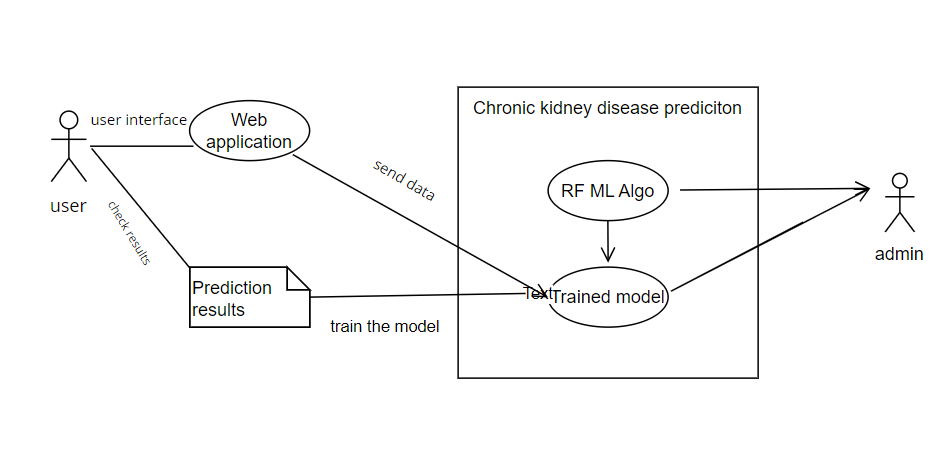 Chronic kidney disease prediciton
user interface
Web
application
send data
RF ML Algo
user
check results
admin
Prediction
results
Text
Trained model
train the model